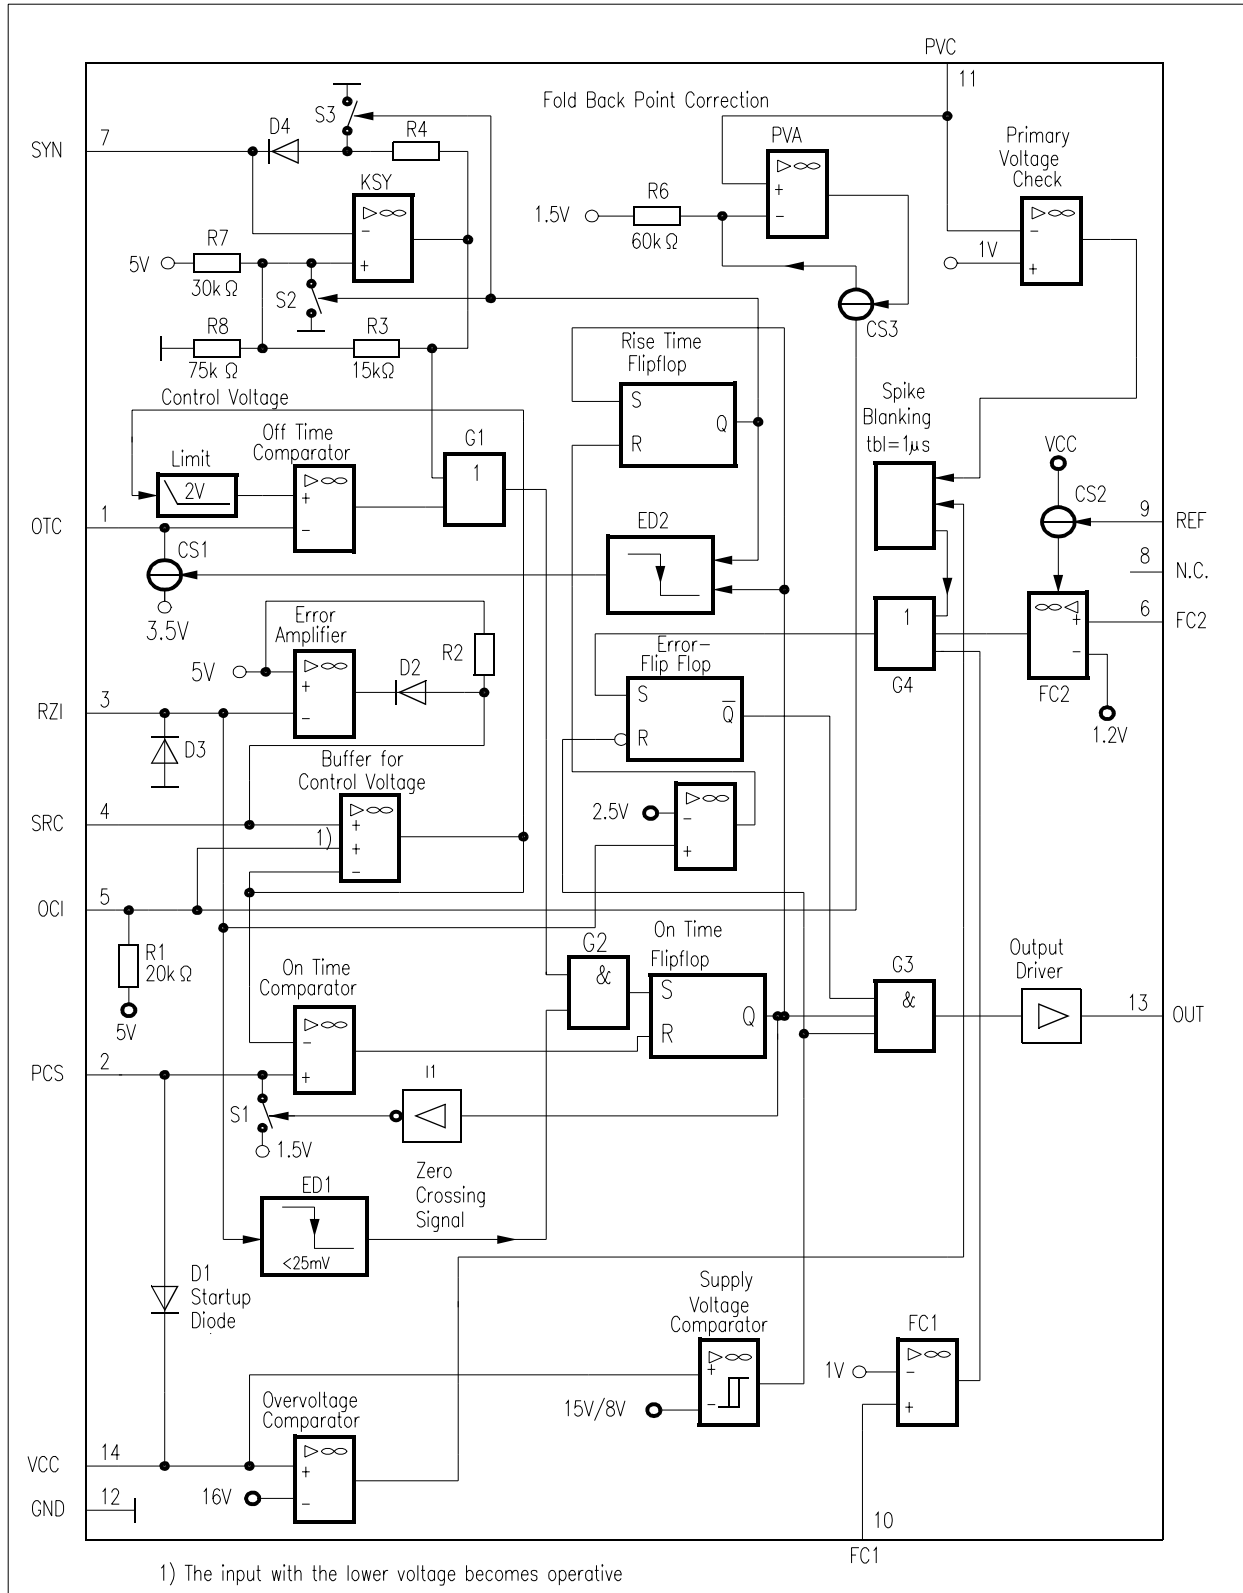 PVC
11
Fold Back Point Correction
SYN
7
D4
S3
R4
PVA
Primary
Voltage
Check
KSY
R6
1.5V
60k Ω
+
−
−
+
R7
5V
30k Ω
S2
−
+
1V
CS3
R8
75k Ω
R3
15kΩ
Rise Time
Flipflop
S
R
Q
Control Voltage
Spike
Blanking
tbl=1µs
Off Time
Comparator
Limit
2V
+
−
G1
1
VCC
CS2
9
REF
OTC
1
CS1
3.5V
ED2
8
N.C.
6
FC2
Error
Amplifier
5V
+
−
D2
R2
Error−
Flip Flop
S
R
Q̅
1
G4
+
−
FC2
1.2V
RZI
3
D3
Buffer for
Control Voltage
SRC
4
1)
+
+
−
2.5V
−
+
OCI
5
R1
20k Ω
5V
On Time
Comparator
−
+
G2
&
On Time
Flipflop
S
R
Q
G3
&
Output
Driver
13
OUT
PCS
2
S1
1.5V
I1
ED1
<25mV
Zero
Crossing
Signal
D1
Startup
Diode
Supply
Voltage
Comparator
+
−
15V/8V
FC1
1V
−
+
Overvoltage
Comparator
VCC
14
+
−
16V
GND
12
10
FC1
1) The input with the lower voltage becomes operative